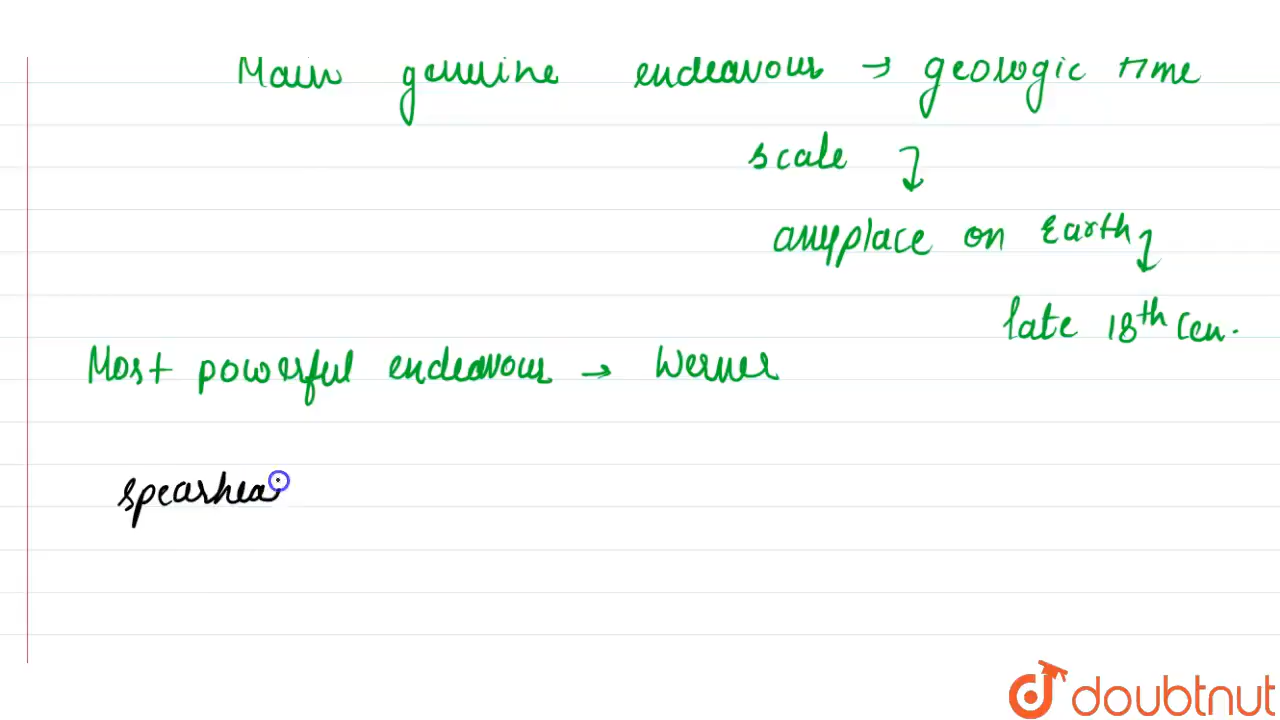 Main genuine endeavour → geologic time
scale ↓
anyplace on Earth ↓
late 18th Cen.
Most powerful endeavour → Werner
spearhea
doubtnut